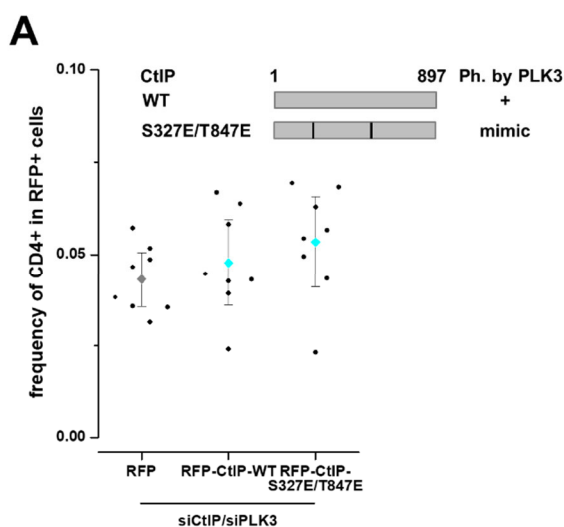 A
CtIP 1 897 Ph. by PLK3
WT +
S327E/T847E mimic
frequency of CD4+ in RFP+ cells
0.10
0.05
0.00
RFP RFP-CtIP-WT RFP-CtIP-
S327E/T847E
siCtIP/siPLK3